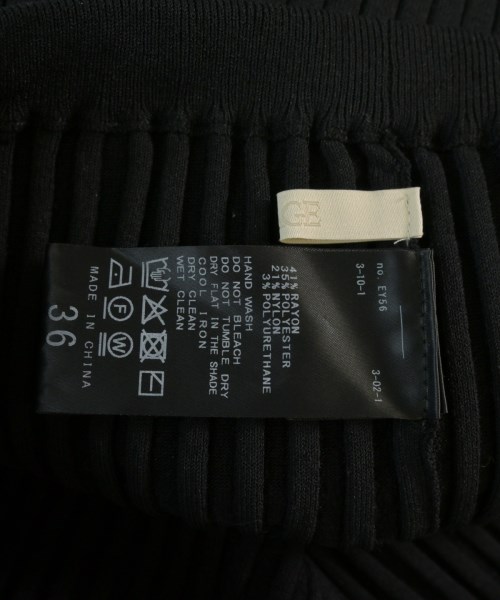 GB
no. EY56
3-10-1
3-02-1
41% RAYON
35% POLYESTER
21% NYLON
3% POLYURETHANE
HAND WASH
DO NOT BLEACH
DO NOT TUMBLE DRY
DRY FLAT IN THE SHADE
COOL IRON
DRY CLEAN
WET CLEAN
F
W
MADE IN CHINA
36